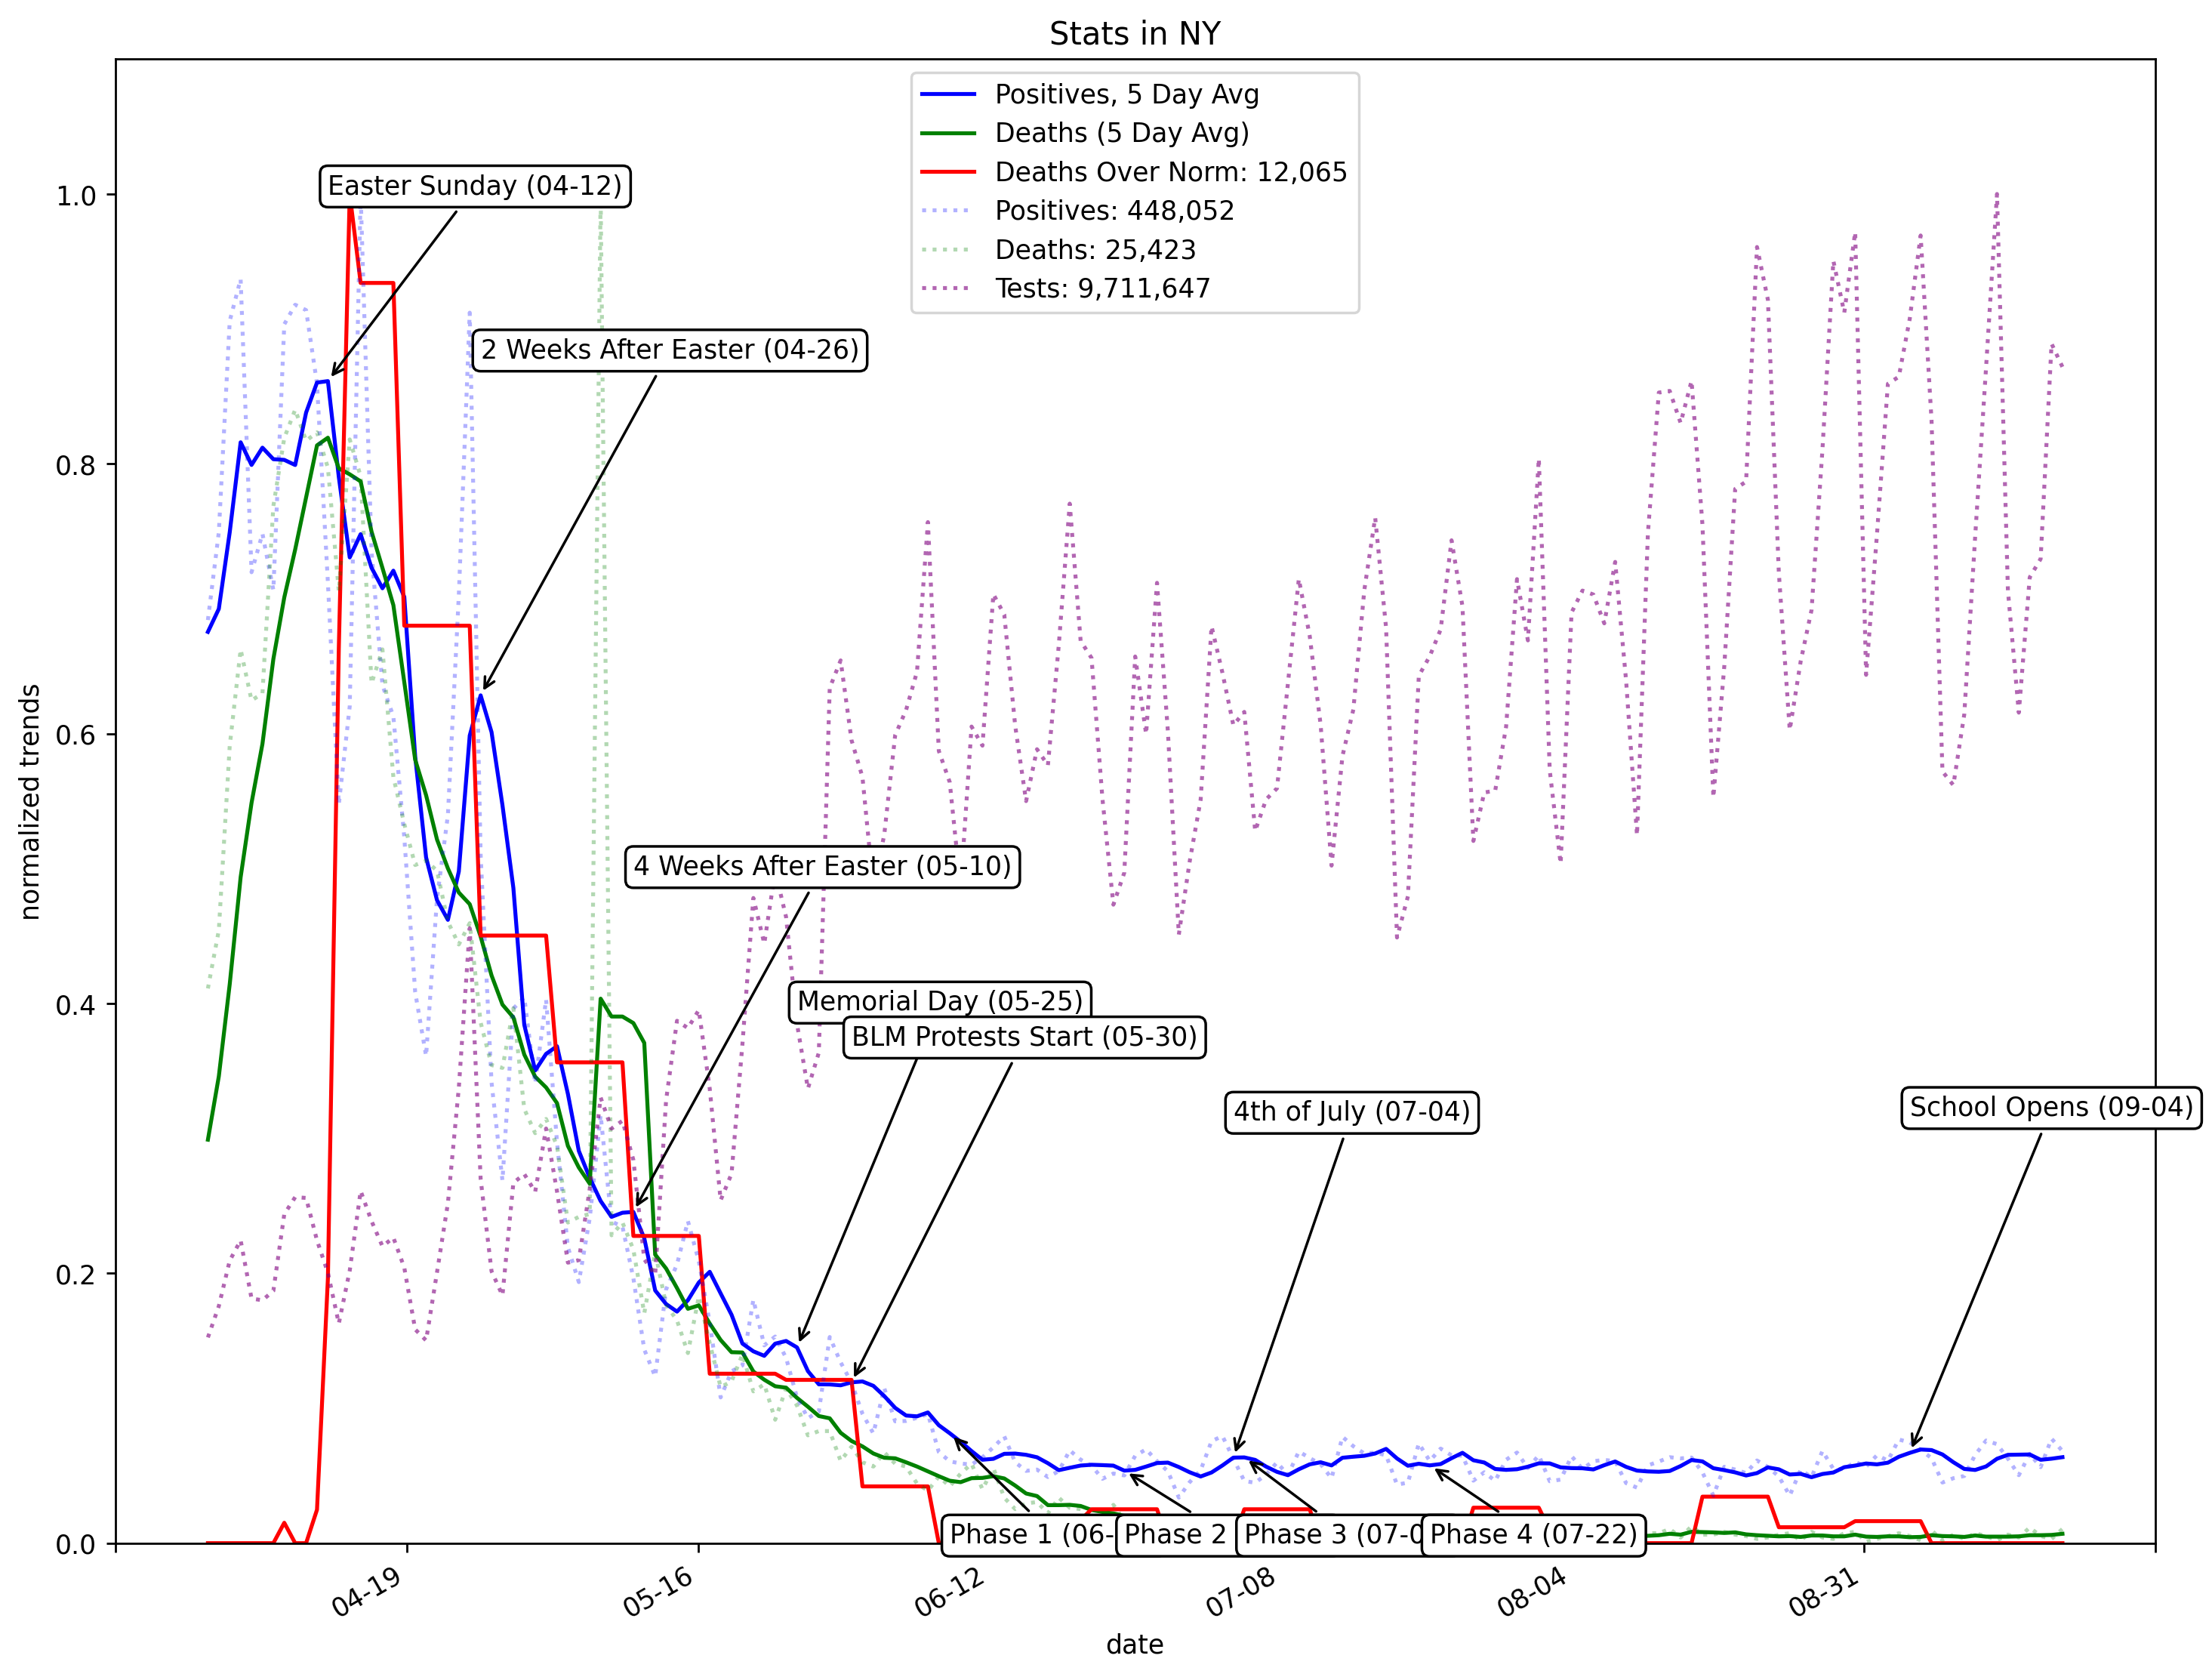 Stats in NY
Positives, 5 Day Avg
Deaths (5 Day Avg)
Deaths Over Norm: 12,065
Positives: 448,052
Deaths: 25,423
Tests: 9,711,647
Easter Sunday (04-12)
2 Weeks After Easter (04-26)
4 Weeks After Easter (05-10)
Memorial Day (05-25)
BLM Protests Start (05-30)
4th of July (07-04)
School Opens (09-04)
Phase 1 (06-
Phase 2
Phase 3 (07-0
Phase 4 (07-22)
normalized trends
1.0
0.8
0.6
0.4
0.2
0.0
04-19
05-16
06-12
07-08
08-04
08-31
date